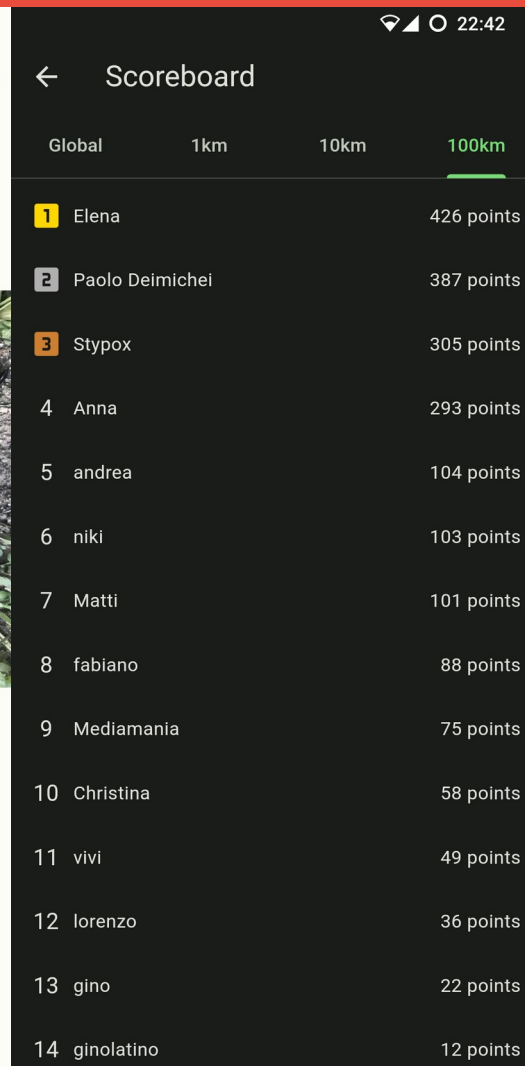 22:42
Scoreboard
Global 1km 10km 100km
1 Elena 426 points
2 Paolo Deimichei 387 points
3 Stypox 305 points
4 Anna 293 points
5 andrea 104 points
6 niki 103 points
7 Matti 101 points
8 fabiano 88 points
9 Mediamania 75 points
10 Christina 58 points
11 vivi 49 points
12 lorenzo 36 points
13 gino 22 points
14 ginolatino 12 points